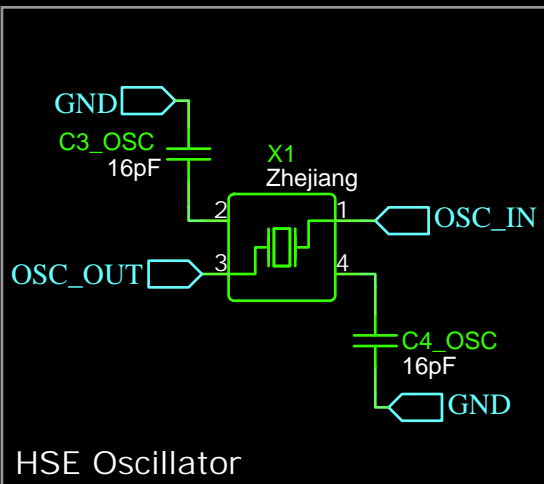 GND
C3_OSC
16pF
X1
Zhejiang
2
1
OSC_IN
OSC_OUT
3
4
C4_OSC
16pF
GND
HSE Oscillator